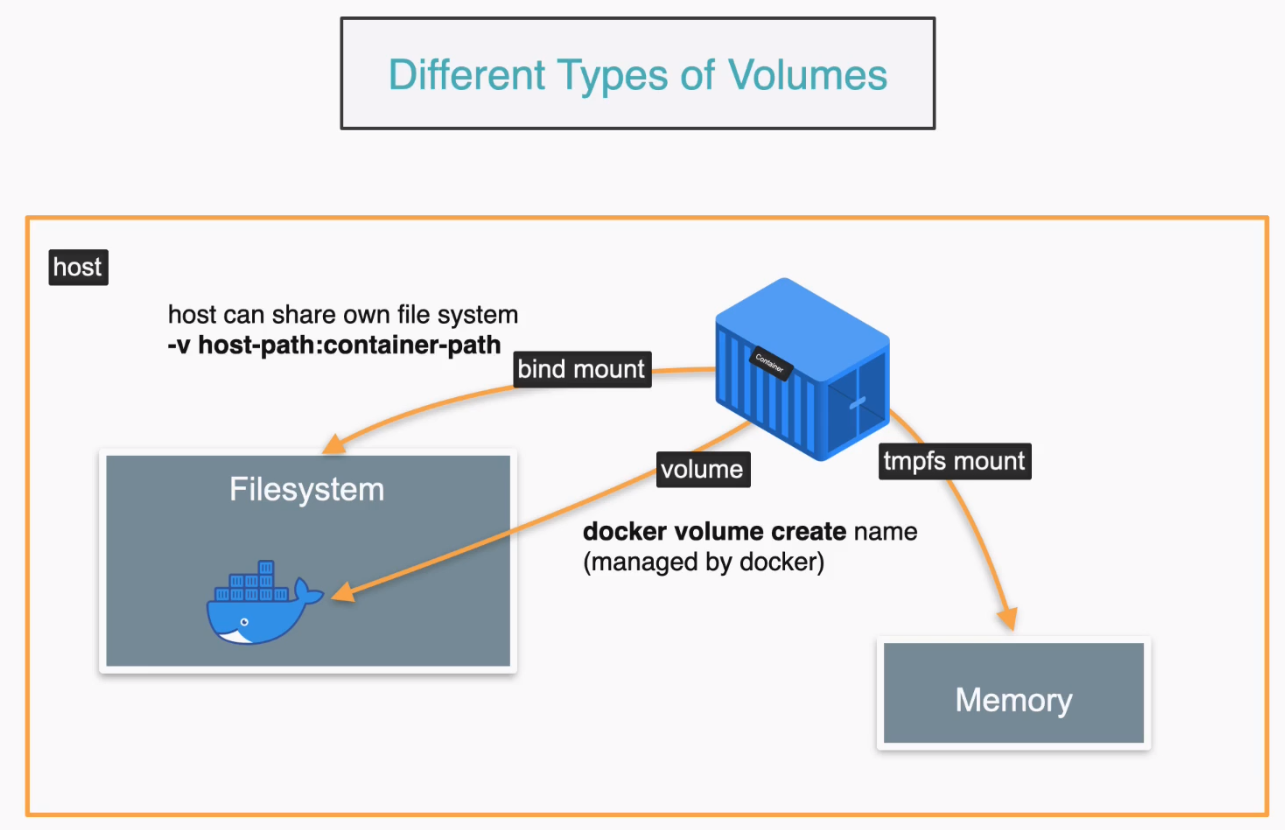 Different Types of Volumes
host
host can share own file system
-v host-path:container-path
bind mount
Container
volume
tmpfs mount
Filesystem
docker volume create name
(managed by docker)
Memory